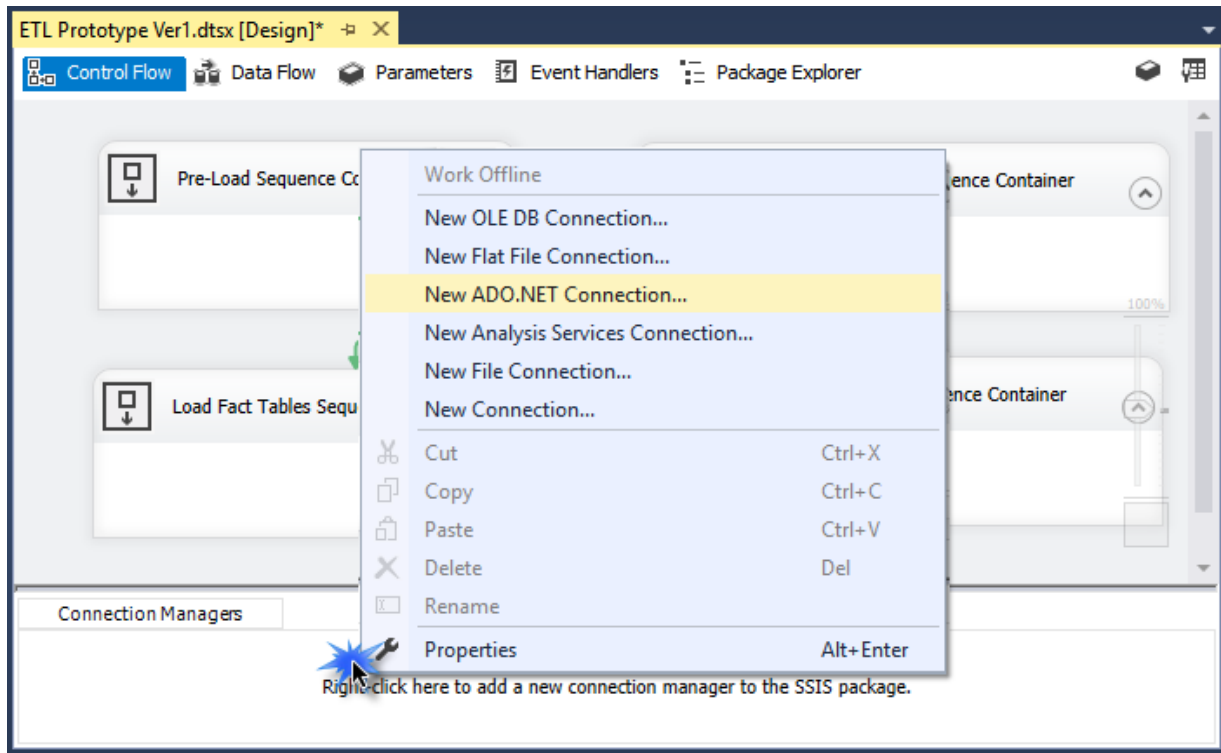 ETL Prototype Ver1.dtsx [Design]*
Control Flow Data Flow Parameters Event Handlers Package Explorer
Pre-Load Sequence
ence Container
Work Offline
New OLE DB Connection...
New Flat File Connection...
New ADO.NET Connection...
New Analysis Services Connection...
New File Connection...
New Connection...
Cut Ctrl+X
Copy Ctrl+C
Paste Ctrl+V
Delete Del
Rename
Properties Alt+Enter
100%
Load Fact Tables Sequ
ence Container
Connection Managers
Right-click here to add a new connection manager to the SSIS package.